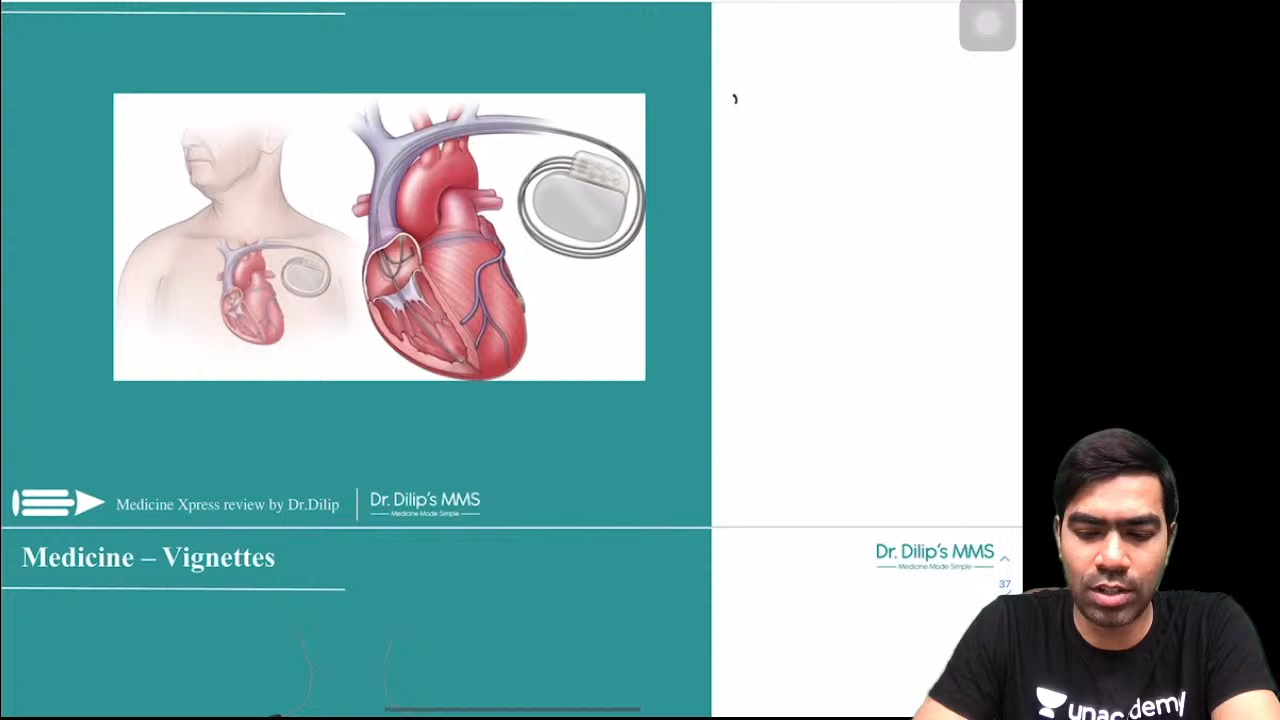 Medicine Xpress review by Dr.Dilip
Dr. Dilip's MMS
Medicine Made Simple
Medicine – Vignettes
Dr. Dilip's MMS
Medicine Made Simple
37
unacademy